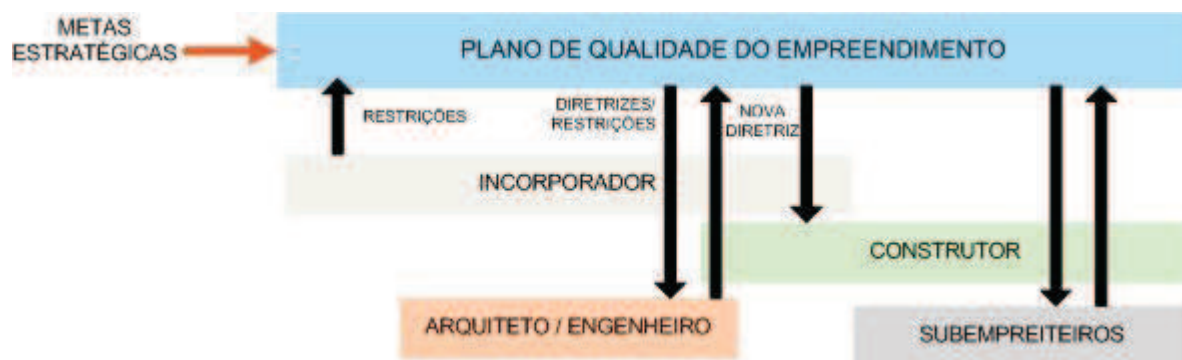 METAS
ESTRATÉGICAS
PLANO DE QUALIDADE DO EMPREENDIMENTO
RESTRIÇÕES
DIRETRIZES/
RESTRIÇÕES
NOVA
DIRETRIZ
INCORPORADOR
CONSTRUTOR
ARQUITETO / ENGENHEIRO
SUBEMPREITEIROS